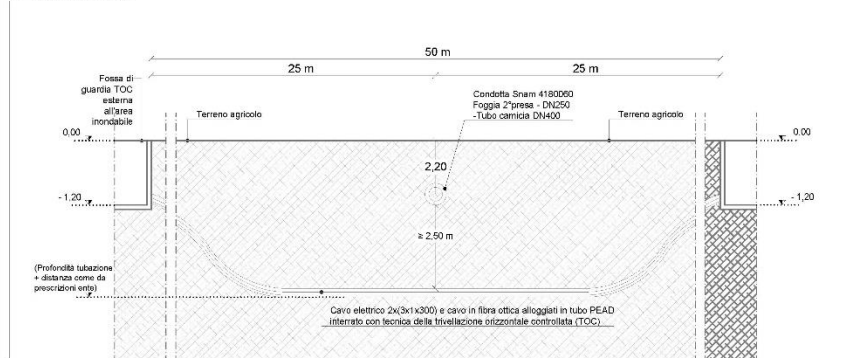 50 m
25 m
25 m
Fossa di
guardia TOC
esterna
all'area
inondabile
Condotta Snam 4180060
Foggia 2°presa - DN250
-Tubo camicia DN400
Terreno agricolo
Terreno agricolo
0,00
0,00
2,20
- 1,20
- 1,20
≥ 2,50 m
(Profondità tubazione
+ distanza come da
prescrizioni ente)
Cavo elettrico 2x(3x1x300) e cavo in fibra ottica alloggiati in tubo PEAD
interrato con tecnica della trivellazione orizzontale controllata (TOC)